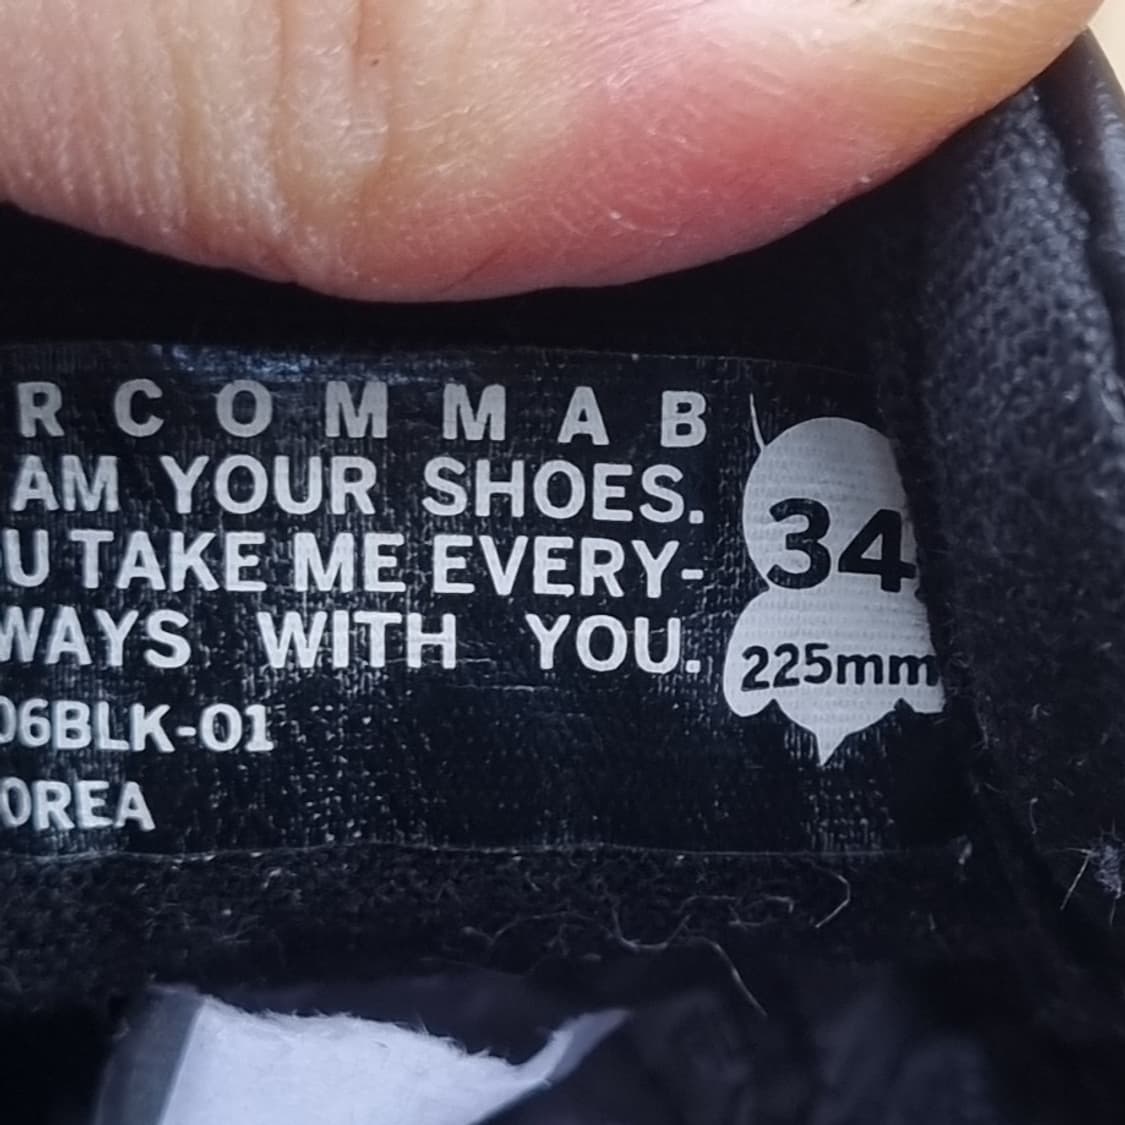 R C O M M A B
AM YOUR SHOES.
U TAKE ME EVERY-
WAYS WITH YOU.
06BLK-01
OREA
34
225mm